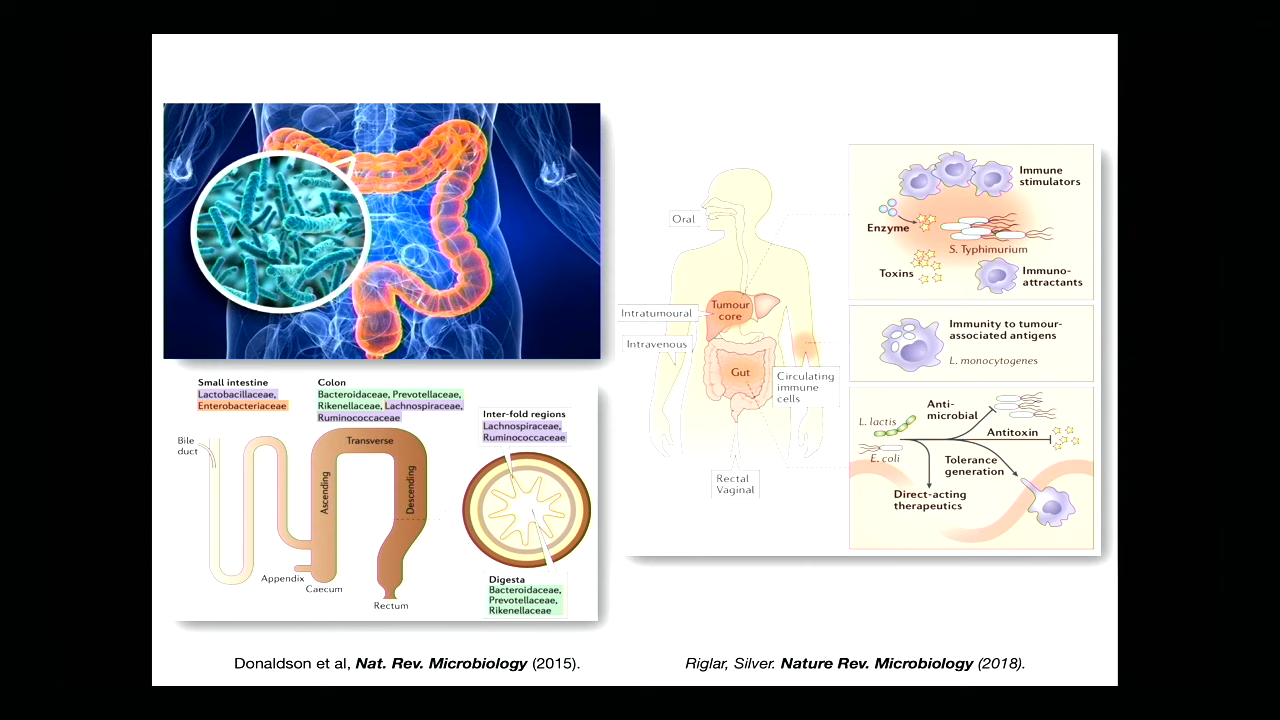 Small intestine
Lactobacillaceae,
Enterobacteriaceae
Colon
Bacteroidaceae, Prevotellaceae,
Rikenellaceae, Lachnospiraceae,
Ruminococcaceae
Inter-fold regions
Lachnospiraceae,
Ruminococcaceae
Bile
duct
Transverse
Ascending
Descending
Appendix
Caecum
Rectum
Digesta
Bacteroidaceae,
Prevotellaceae,
Rikenellaceae
Donaldson et al, Nat. Rev. Microbiology (2015).
Oral
Intratumoural
Intravenous
Tumour
core
Gut
Circulating
immune
cells
Rectal
Vaginal
Immune
stimulators
Enzyme
S. Typhimurium
Toxins
Immuno-
attractants
Immunity to tumour-
associated antigens
L. monocytogenes
Anti-
microbial
L. lactis
Antitoxin
E. coli
Tolerance
generation
Direct-acting
therapeutics
Riglar, Silver. Nature Rev. Microbiology (2018).